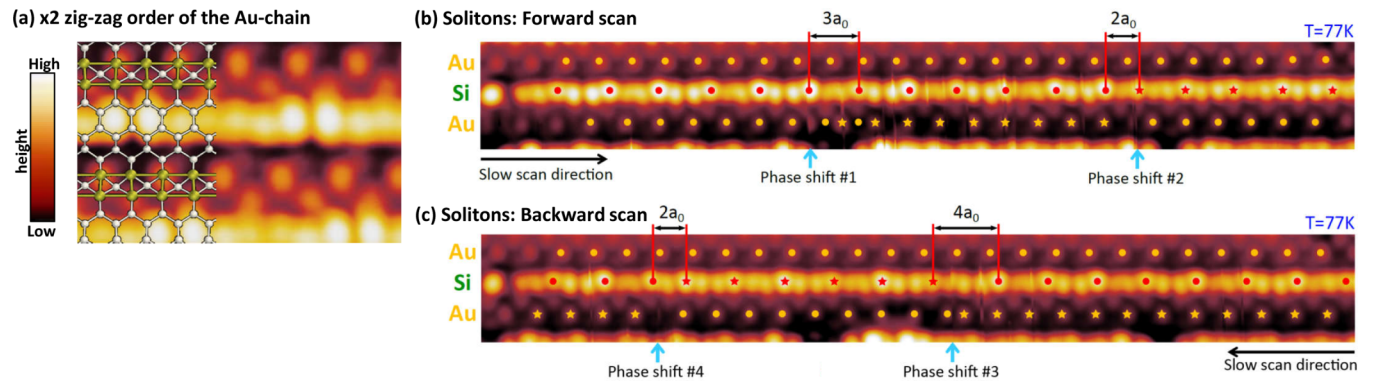 (a) x2 zig-zag order of the Au-chain
High
height
Low
(b) Solitons: Forward scan
3a₀
2a₀
T=77K
Au
Si
Au
Slow scan direction
Phase shift #1
Phase shift #2
(c) Solitons: Backward scan
2a₀
4a₀
T=77K
Au
Si
Au
Phase shift #4
Phase shift #3
Slow scan direction